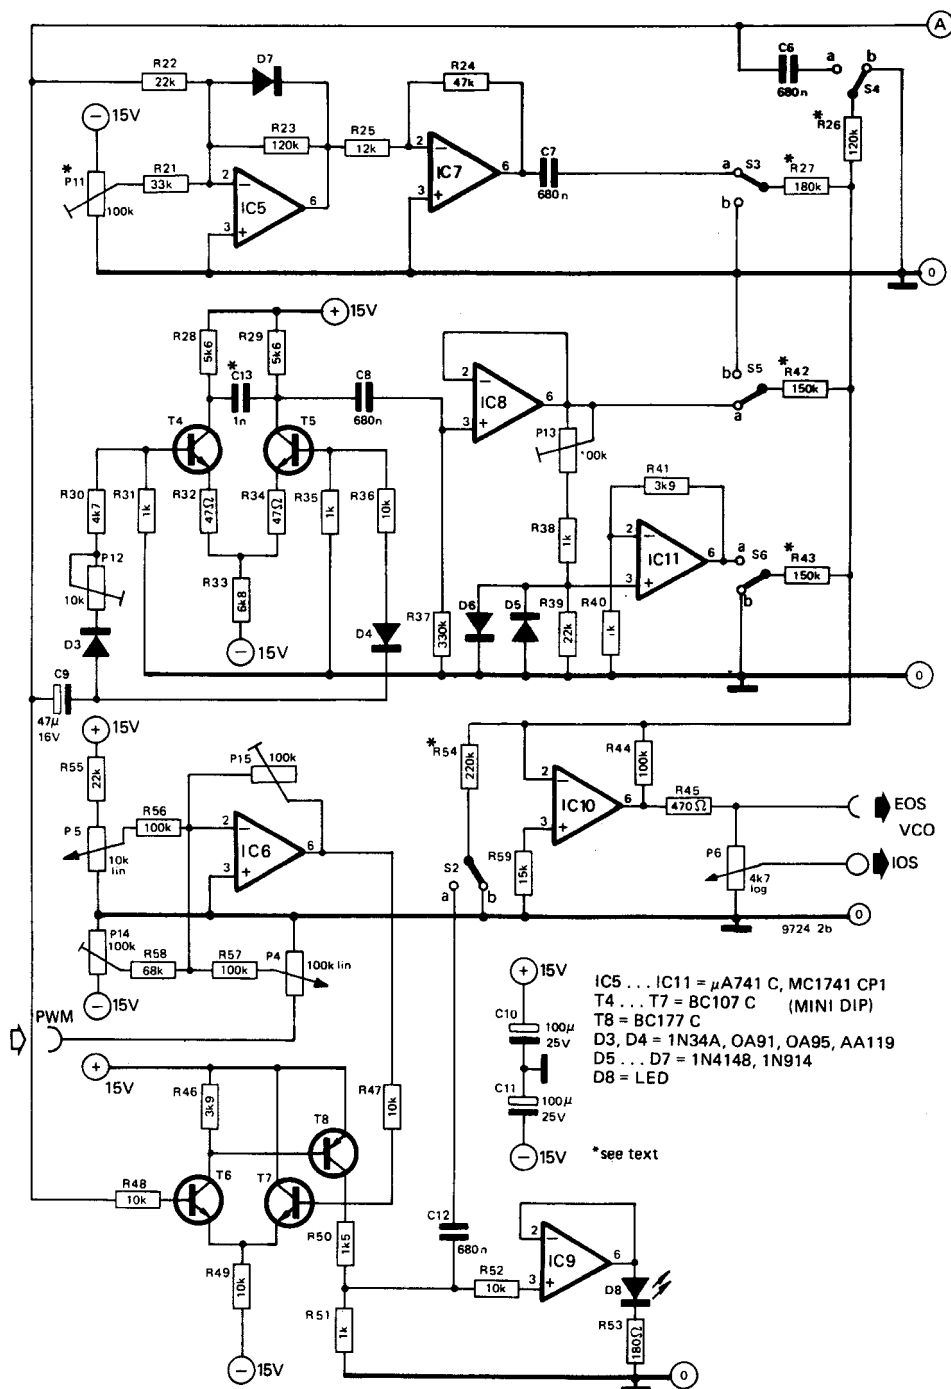 A
R22
22k
D7
R24
47k
C6
680n
a
b
S4
*
R26
120k
− 15V
R23
120k
R25
12k
2
−
IC7
6
3
+
C7
680n
a
S3
b
*
R27
180k
*
P11
100k
R21
33k
2
−
IC5
6
3
+
0
+ 15V
R28
5k6
R29
5k6
*
C13
1n
C8
680n
T4
T5
2
−
IC8
6
3
+
P13
100k
b
S5
a
*
R42
150k
R30
4k7
R31
1k
R32
47Ω
R34
47Ω
R35
1k
R36
10k
R38
1k
R41
3k9
2
−
IC11
6
3
+
a
S6
b
*
R43
150k
P12
10k
R33
6k8
− 15V
D3
D4
R37
330k
D6
D5
R39
22k
R40
1k
0
C9
47μ
16V
+ 15V
R55
22k
P15
100k
R56
100k
P5
10k
lin
2
−
IC6
6
3
+
*
R54
220k
2
−
IC10
6
3
+
R44
100k
R45
470Ω
EOS
VCO
IOS
R59
15k
P6
4k7
log
S2
a
b
0
9724 2b
P14
100k
R58
68k
R57
100k
P4
100k lin
− 15V
PWM
+ 15V
C10
100μ
25V
C11
100μ
25V
− 15V
IC5 . . . IC11 = μA741 C, MC1741 CP1
T4 . . . T7 = BC107 C (MINI DIP)
T8 = BC177 C
D3, D4 = 1N34A, OA91, OA95, AA119
D5 . . . D7 = 1N4148, 1N914
D8 = LED
*see text
+ 15V
R46
3k9
T8
R47
10k
T6
T7
R48
10k
R49
10k
− 15V
R50
1k5
R51
1k
C12
680n
R52
10k
2
−
IC9
6
3
+
D8
R53
180Ω
0